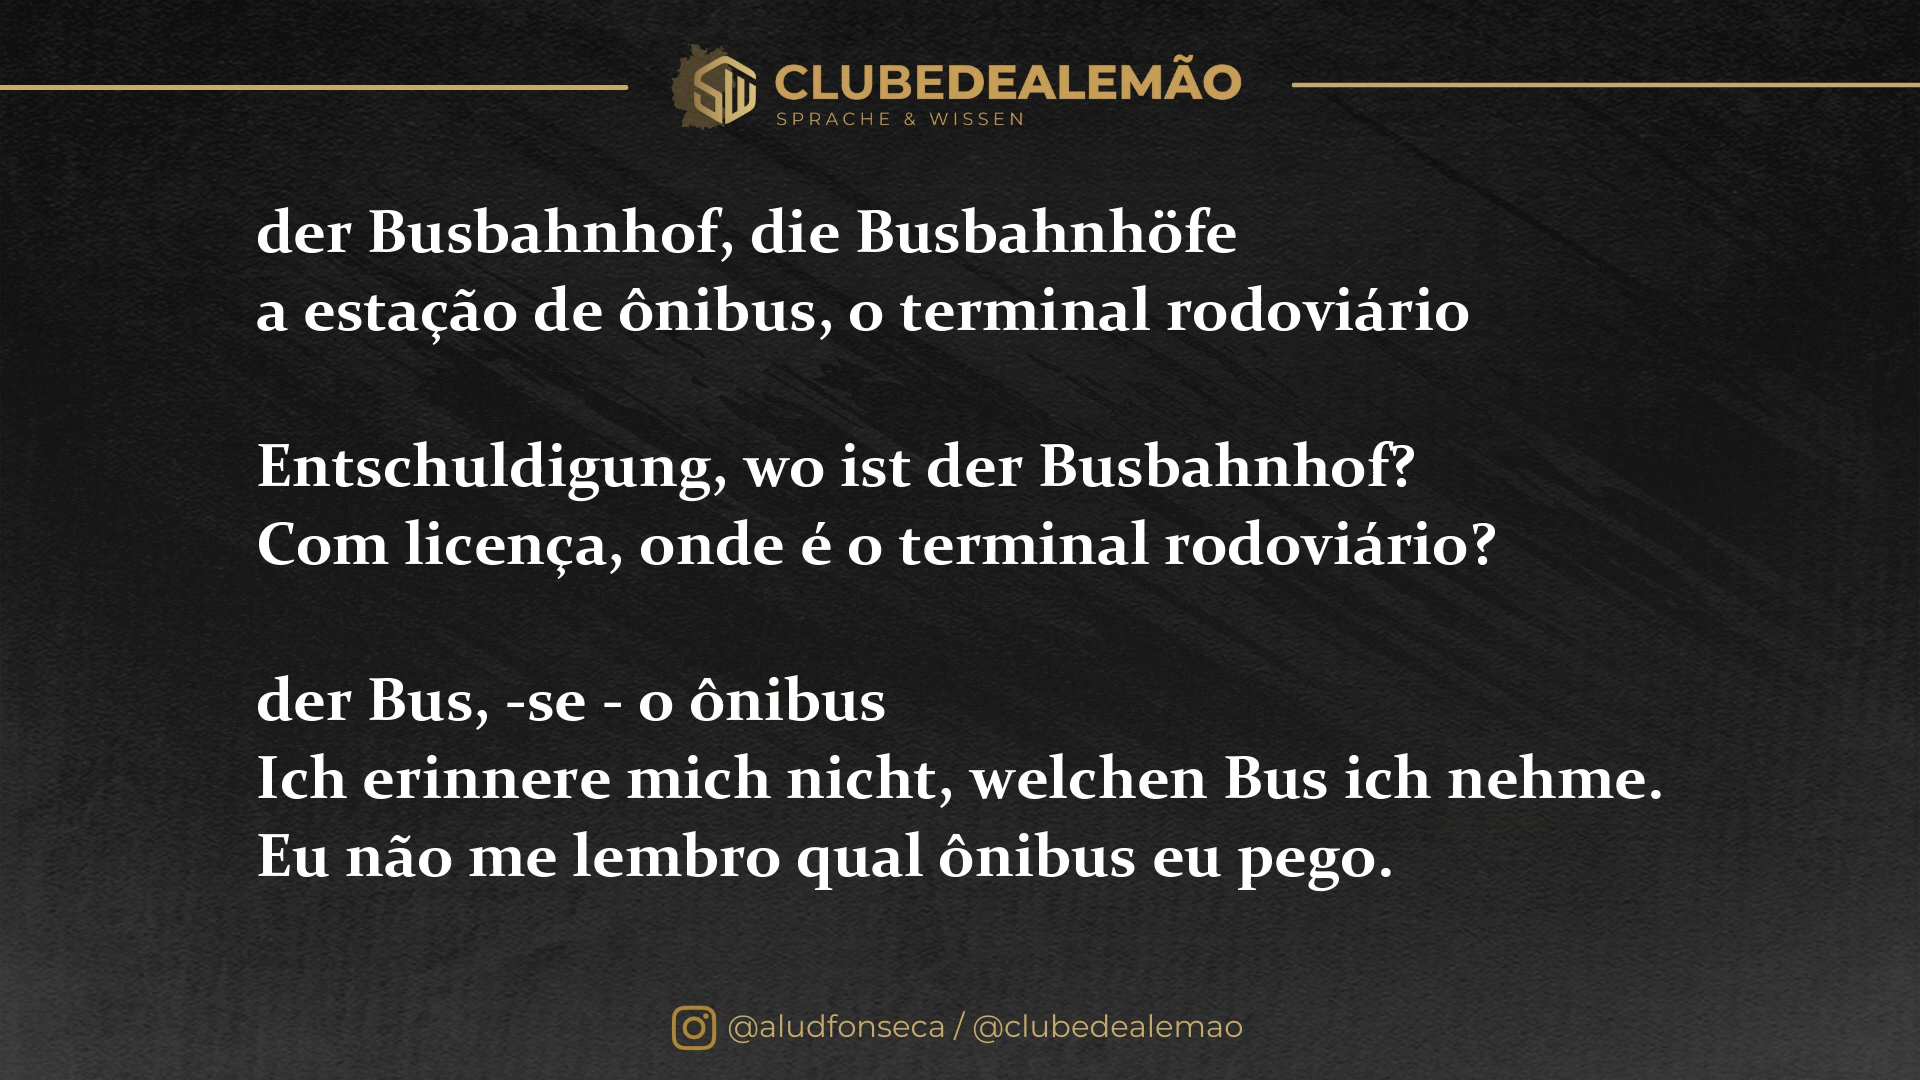 CLUBEDEALEMÃO
SPRACHE & WISSEN
der Busbahnhof, die Busbahnhöfe
a estação de ônibus, o terminal rodoviário
Entschuldigung, wo ist der Busbahnhof?
Com licença, onde é o terminal rodoviário?
der Bus, -se - o ônibus
Ich erinnere mich nicht, welchen Bus ich nehme.
Eu não me lembro qual ônibus eu pego.
@aludfonseca / @clubedealemao